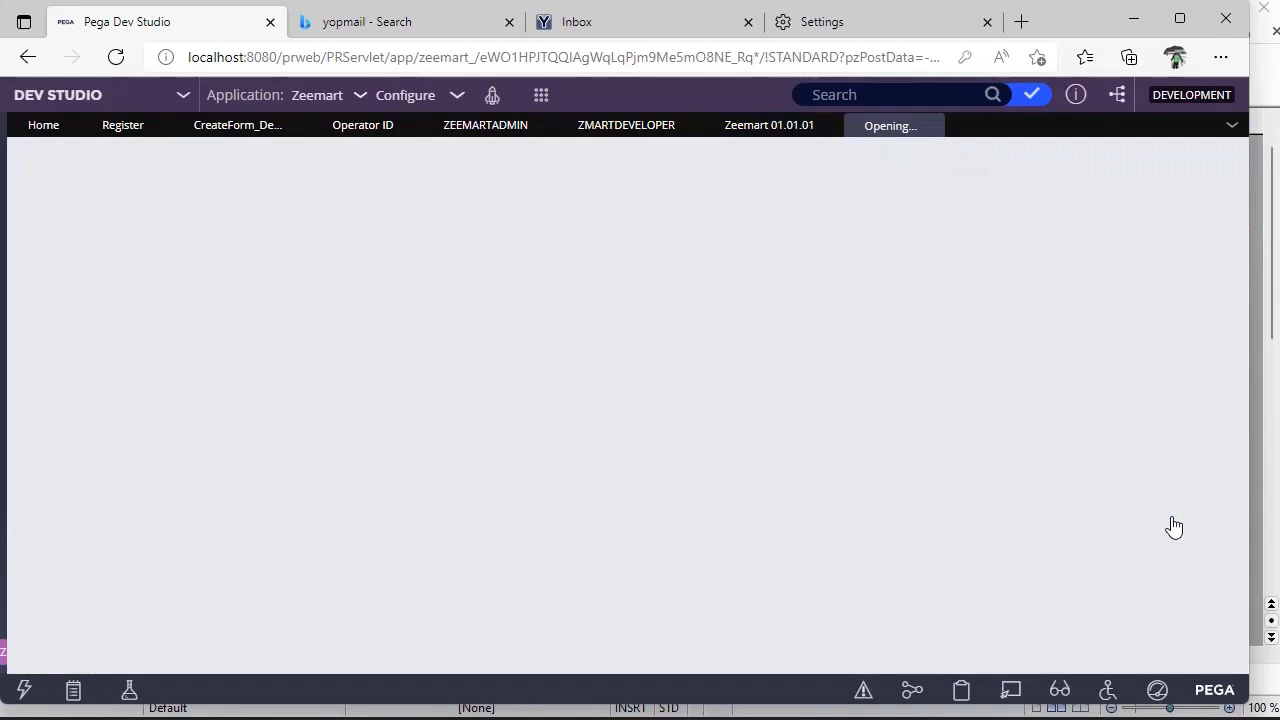 PEGA Pega Dev Studio
yopmail - Search
Y Inbox
Settings
localhost:8080/prweb/PRServlet/app/zeemart_/eWO1HPJTQQIAgWqLqPjm9Me5mO8NE_Rq*/!STANDARD?pzPostData=-...
DEV STUDIO
Application: Zeemart
Configure
Search
DEVELOPMENT
Home
Register
CreateForm_De...
Operator ID
ZEEMARTADMIN
ZMARTDEVELOPER
Zeemart 01.01.01
Opening...
Z
PEGA
Default
[None]
INSRT
STD
100 %